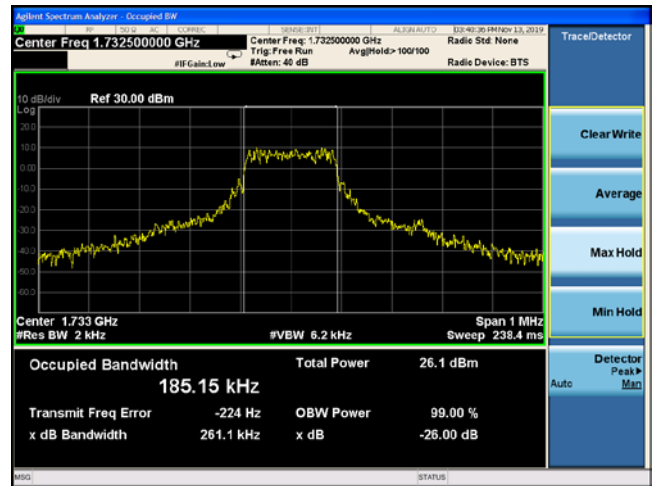 Agilent Spectrum Analyzer - Occupied BW
RF 50 Ω AC CORREC SENSE:INT ALIGN AUTO 03:40:36 PM Nov 13, 2019
Center Freq 1.732500000 GHz
Center Freq: 1.732500000 GHz
Radio Std: None
Trig: Free Run Avg|Hold:> 100/100
#IFGain:Low #Atten: 40 dB Radio Device: BTS
Trace/Detector
10 dB/div Ref 30.00 dBm
Log
20.0
10.0
0.00
-10.0
-20.0
-30.0
-40.0
-50.0
-60.0
Center 1.733 GHz Span 1 MHz
#Res BW 2 kHz #VBW 6.2 kHz Sweep 238.4 ms
Occupied Bandwidth Total Power 26.1 dBm
185.15 kHz
Transmit Freq Error -224 Hz OBW Power 99.00 %
x dB Bandwidth 261.1 kHz x dB -26.00 dB
Clear Write
Average
Max Hold
Min Hold
Detector
Peak▶
Auto Man
MSG STATUS